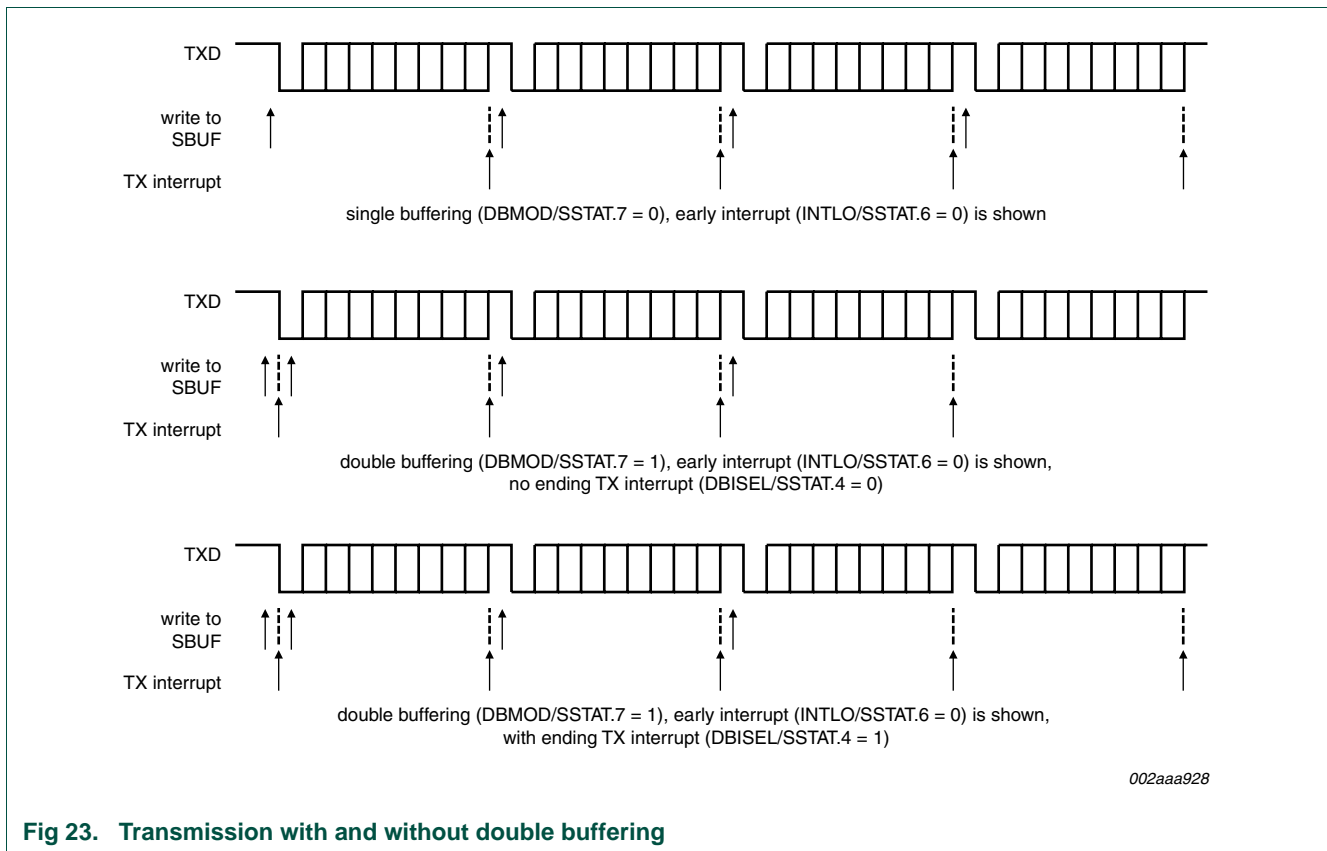 TXD
write to
SBUF
TX interrupt
single buffering (DBMOD/SSTAT.7 = 0), early interrupt (INTLO/SSTAT.6 = 0) is shown
TXD
write to
SBUF
TX interrupt
double buffering (DBMOD/SSTAT.7 = 1), early interrupt (INTLO/SSTAT.6 = 0) is shown,
no ending TX interrupt (DBISEL/SSTAT.4 = 0)
TXD
write to
SBUF
TX interrupt
double buffering (DBMOD/SSTAT.7 = 1), early interrupt (INTLO/SSTAT.6 = 0) is shown,
with ending TX interrupt (DBISEL/SSTAT.4 = 1)
002aaa928
Fig 23. Transmission with and without double buffering